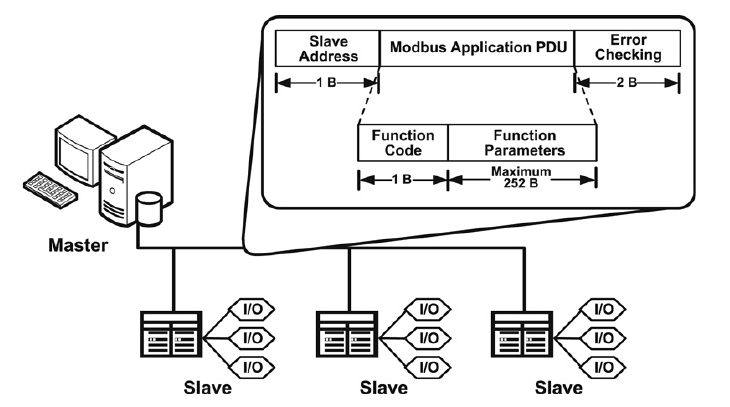 Slave
Address
Modbus Application PDU
Error
Checking
1 B
2 B
Function
Code
Function
Parameters
1 B
Maximum
252 B
Master
I/O
I/O
I/O
I/O
I/O
I/O
I/O
I/O
I/O
Slave
Slave
Slave